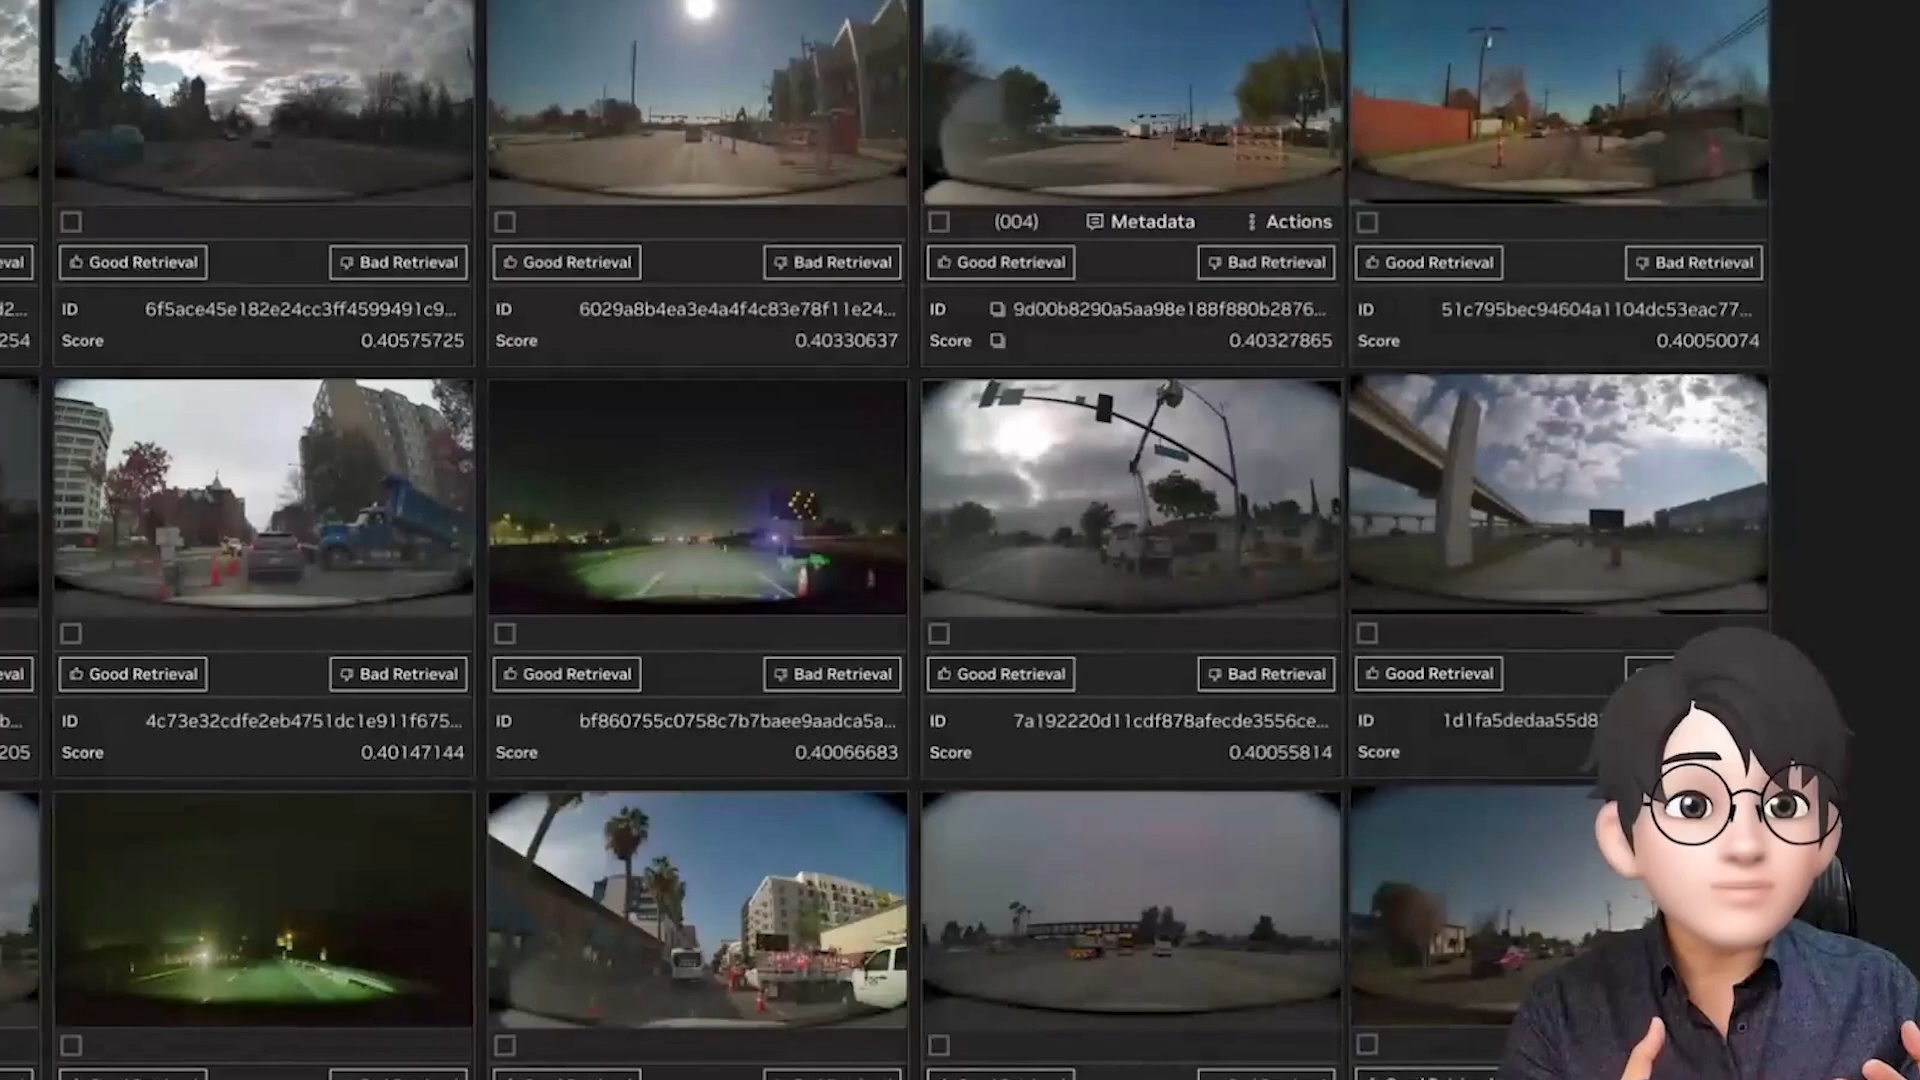 (004) Metadata Actions
Good Retrieval Bad Retrieval Good Retrieval Bad Retrieval Good Retrieval Bad Retrieval Good Retrieval Bad Retrieval
ID 6f5ace45e182e24cc3ff4599491c9... ID 6029a8b4ea3e4a4f4c83e78f11e24... ID 9d00b8290a5aa98e188f880b2876... ID 51c795bec94604a1104dc53eac77...
254 Score 0.40575725 Score 0.40330637 Score 0.40327865 Score 0.40050074
Good Retrieval Bad Retrieval Good Retrieval Bad Retrieval Good Retrieval Bad Retrieval Good Retrieval
ID 4c73e32cdfe2eb4751dc1e911f675... ID bf860755c0758c7b7baee9aadca5a... ID 7a192220d11cdf878afecde3556ce... ID 1d1fa5dedaa55d8
205 Score 0.40147144 Score 0.40066683 Score 0.40055814 Score